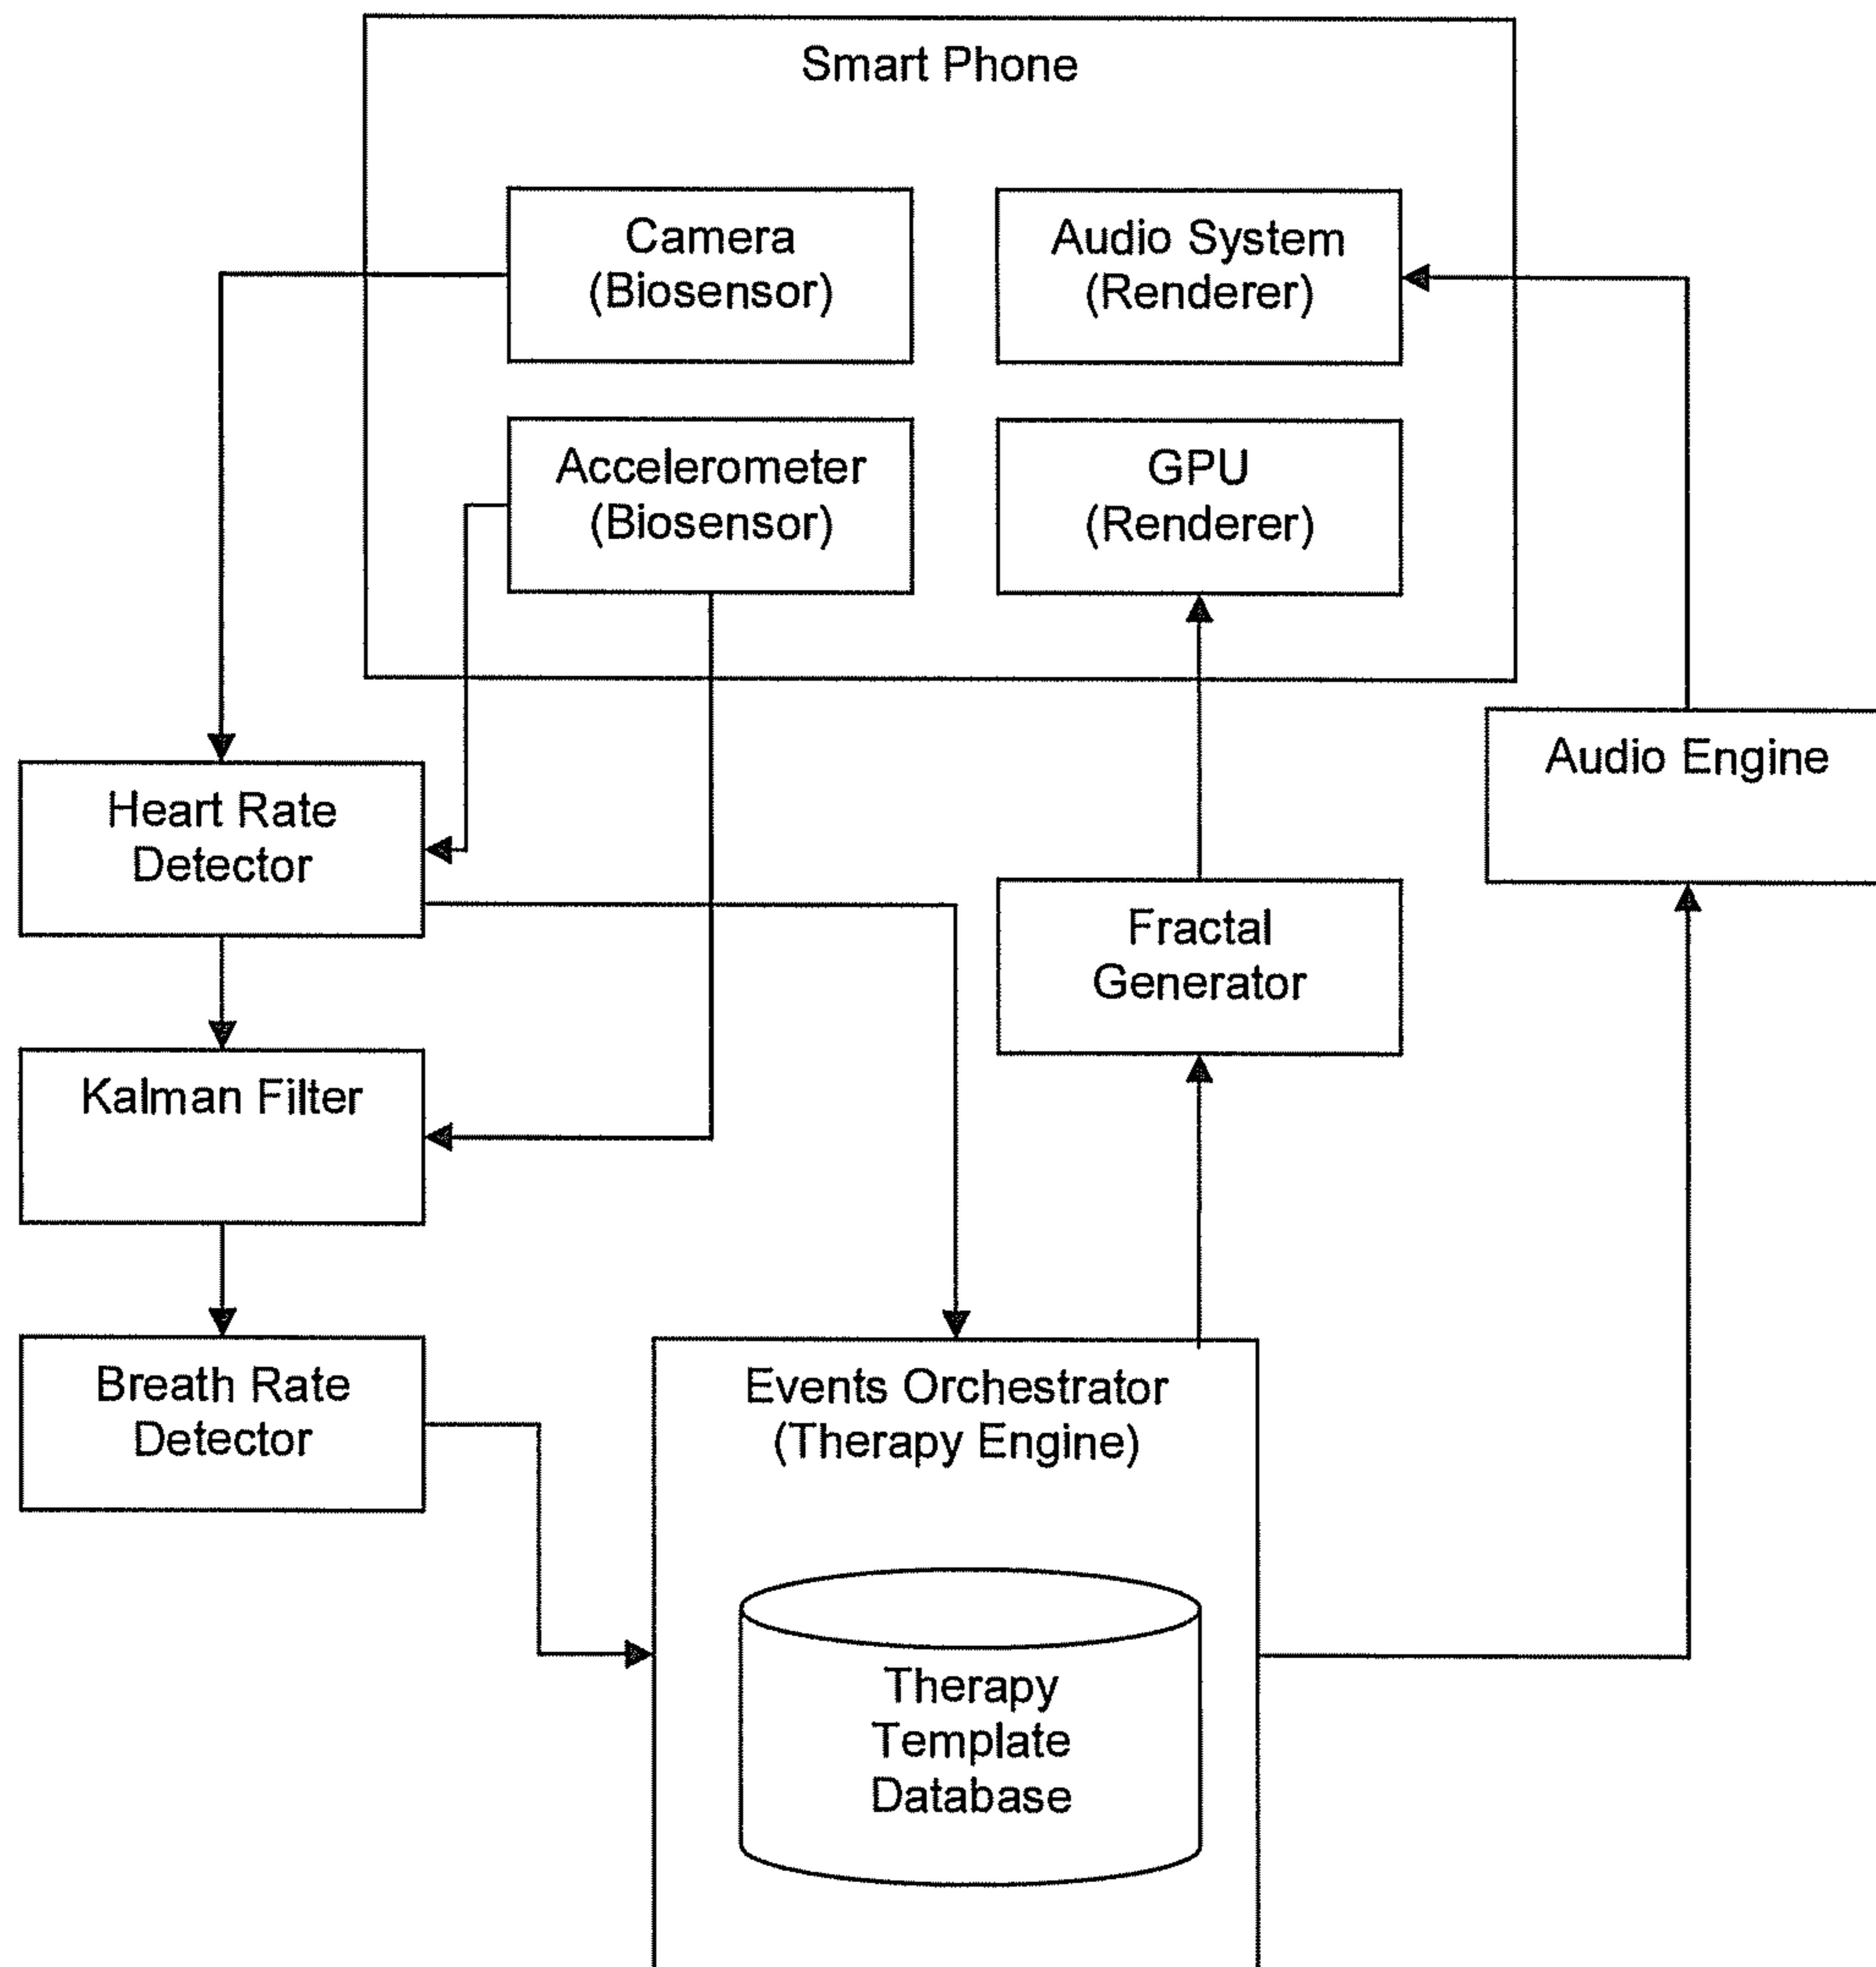 Smart Phone
Camera
(Biosensor)
Audio System
(Renderer)
Accelerometer
(Biosensor)
GPU
(Renderer)
Audio Engine
Heart Rate
Detector
Fractal
Generator
Kalman Filter
Breath Rate
Detector
Events Orchestrator
(Therapy Engine)
Therapy
Template
Database